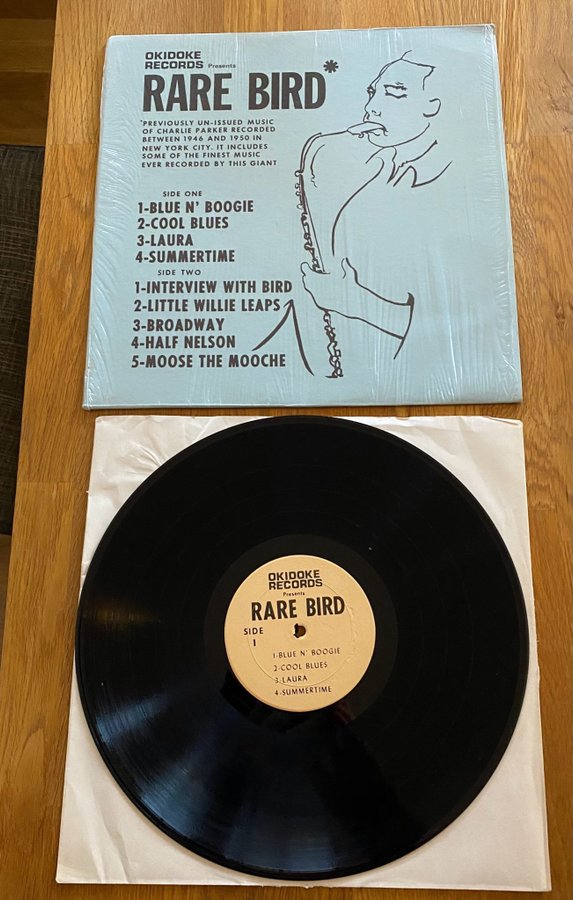 OKIDOKE
RECORDS Presents
RARE BIRD*
*PREVIOUSLY UN-ISSUED MUSIC
OF CHARLIE PARKER RECORDED
BETWEEN 1946 AND 1950 IN
NEW YORK CITY. IT INCLUDES
SOME OF THE FINEST MUSIC
EVER RECORDED BY THIS GIANT
SIDE ONE
1-BLUE N' BOOGIE
2-COOL BLUES
3-LAURA
4-SUMMERTIME
SIDE TWO
1-INTERVIEW WITH BIRD
2-LITTLE WILLIE LEAPS
3-BROADWAY
4-HALF NELSON
5-MOOSE THE MOOCHE
OKIDOKE
RECORDS
Presents
RARE BIRD
SIDE
1
1-BLUE N' BOOGIE
2-COOL BLUES
3-LAURA
4-SUMMERTIME